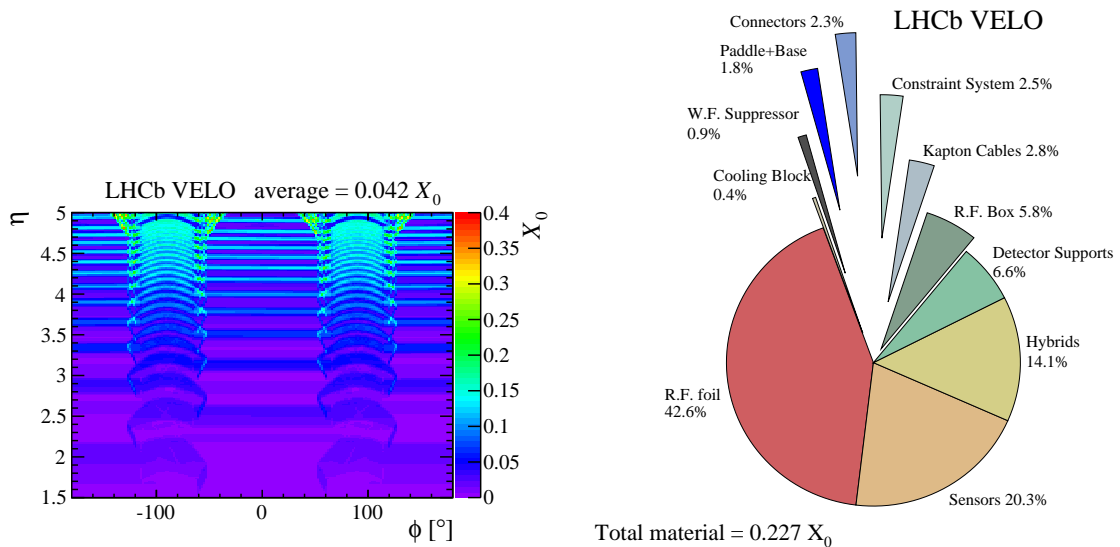 LHCb VELO average = 0.042 X0
η
5
4.5
4
3.5
3
2.5
2
1.5
-100 0 100
ϕ [°]
0.4
0.35
0.3
0.25
0.2
0.15
0.1
0.05
0
X0
LHCb VELO
Connectors 2.3%
Paddle+Base
1.8%
W.F. Suppressor
0.9%
Cooling Block
0.4%
Constraint System 2.5%
Kapton Cables 2.8%
R.F. Box 5.8%
Detector Supports
6.6%
Hybrids
14.1%
R.F. foil
42.6%
Sensors 20.3%
Total material = 0.227 X0